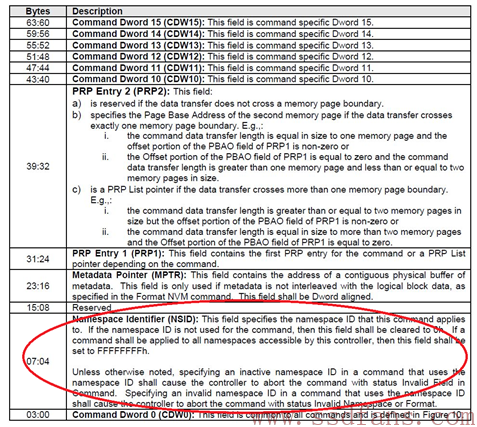 Bytes Description
63:60 Command Dword 15 (CDW15): This field is command specific Dword 15.
59:56 Command Dword 14 (CDW14): This field is command specific Dword 14.
55:52 Command Dword 13 (CDW13): This field is command specific Dword 13.
51:48 Command Dword 12 (CDW12): This field is command specific Dword 12.
47:44 Command Dword 11 (CDW11): This field is command specific Dword 11.
43:40 Command Dword 10 (CDW10): This field is command specific Dword 10.
39:32
PRP Entry 2 (PRP2): This field:
a) is reserved if the data transfer does not cross a memory page boundary.
b) specifies the Page Base Address of the second memory page if the data transfer crosses
exactly one memory page boundary. E.g.,:
i. the command data transfer length is equal in size to one memory page and the
offset portion of the PBAO field of PRP1 is non-zero or
ii. the Offset portion of the PBAO field of PRP1 is equal to zero and the command
data transfer length is greater than one memory page and less than or equal to two
memory pages in size.
c) is a PRP List pointer if the data transfer crosses more than one memory page boundary.
E.g.,:
i. the command data transfer length is greater than or equal to two memory pages in
size but the offset portion of the PBAO field of PRP1 is non-zero or
ii. the command data transfer length is equal in size to more than two memory pages
and the Offset portion of the PBAO field of PRP1 is equal to zero.
31:24
PRP Entry 1 (PRP1): This field contains the first PRP entry for the command or a PRP List
pointer depending on the command.
23:16
Metadata Pointer (MPTR): This field contains the address of a contiguous physical buffer of
metadata. This field is only used if metadata is not interleaved with the logical block data, as
specified in the Format NVM command. This field shall be Dword aligned.
15:08 Reserved
07:04
Namespace Identifier (NSID): This field specifies the namespace ID that this command applies
to. If the namespace ID is not used for the command, then this field shall be cleared to 0h. If a
command shall be applied to all namespaces accessible by this controller, then this field shall be
set to FFFFFFFFh.
Unless otherwise noted, specifying an inactive namespace ID in a command that uses the
namespace ID shall cause the controller to abort the command with status Invalid Field in
Command. Specifying an invalid namespace ID in a command that uses the namespace ID
shall cause the controller to abort the command with status Invalid Namespace or Format.
03:00 Command Dword 0 (CDW0): This field is common to all commands and is defined in Figure 10.
www.ssdfans.com